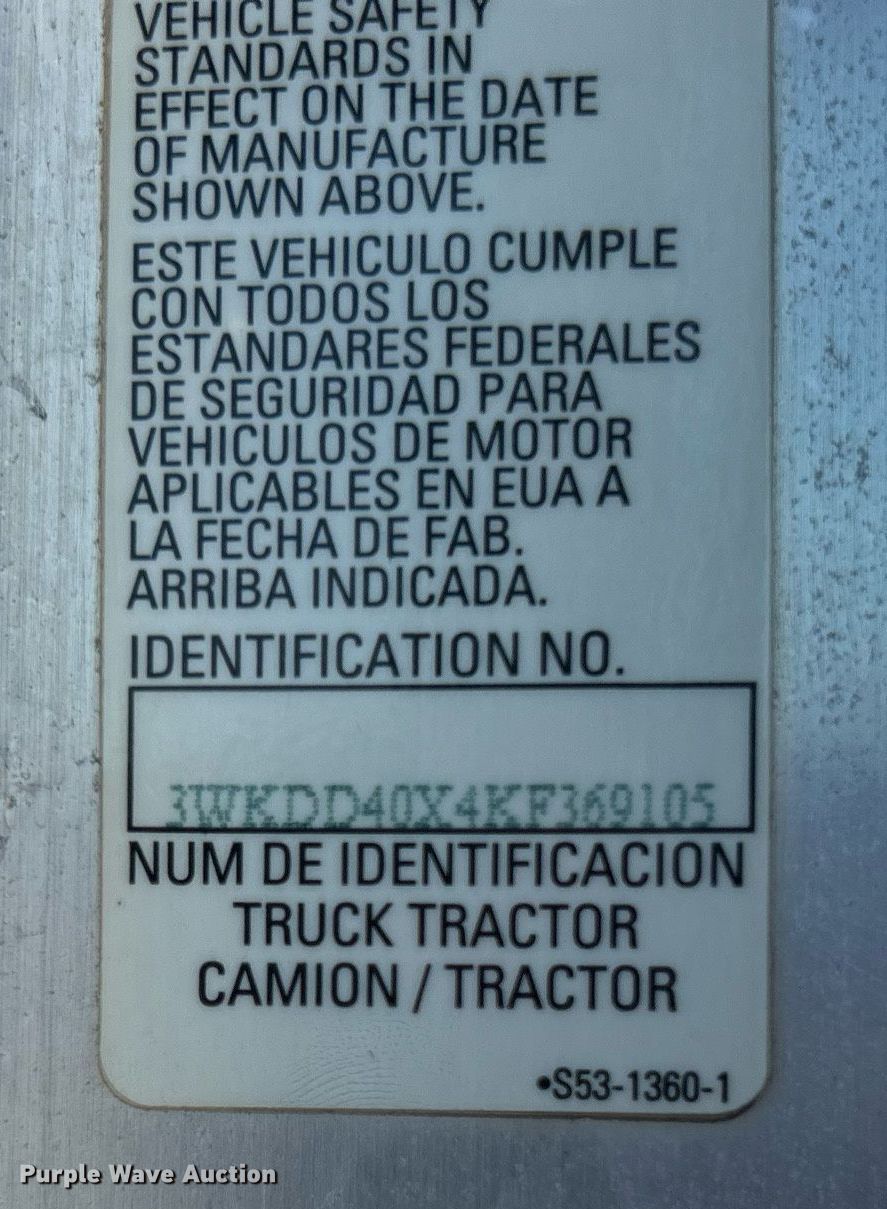 VEHICLE SAFETY
STANDARDS IN
EFFECT ON THE DATE
OF MANUFACTURE
SHOWN ABOVE.
ESTE VEHICULO CUMPLE
CON TODOS LOS
ESTANDARES FEDERALES
DE SEGURIDAD PARA
VEHICULOS DE MOTOR
APLICABLES EN EUA A
LA FECHA DE FAB.
ARRIBA INDICADA.
IDENTIFICATION NO.
3WKDD40X4KF369105
NUM DE IDENTIFICACION
TRUCK TRACTOR
CAMION / TRACTOR
•S53-1360-1
Purple Wave Auction